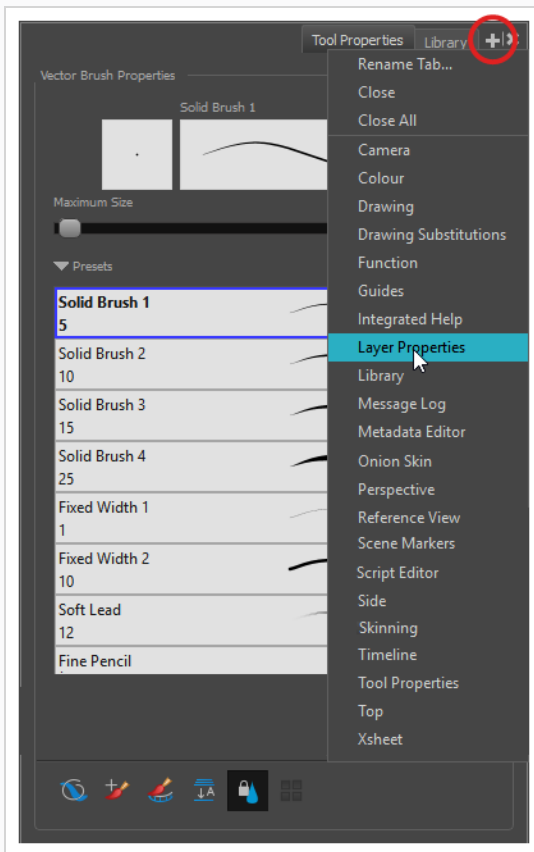 Tool Properties Library
Rename Tab...
Close
Close All
Camera
Colour
Drawing
Drawing Substitutions
Function
Guides
Integrated Help
Layer Properties
Library
Message Log
Metadata Editor
Onion Skin
Perspective
Reference View
Scene Markers
Script Editor
Side
Skinning
Timeline
Tool Properties
Top
Xsheet
Vector Brush Properties
Solid Brush 1
Maximum Size
Presets
Solid Brush 1
5
Solid Brush 2
10
Solid Brush 3
15
Solid Brush 4
25
Fixed Width 1
1
Fixed Width 2
10
Soft Lead
12
Fine Pencil
A